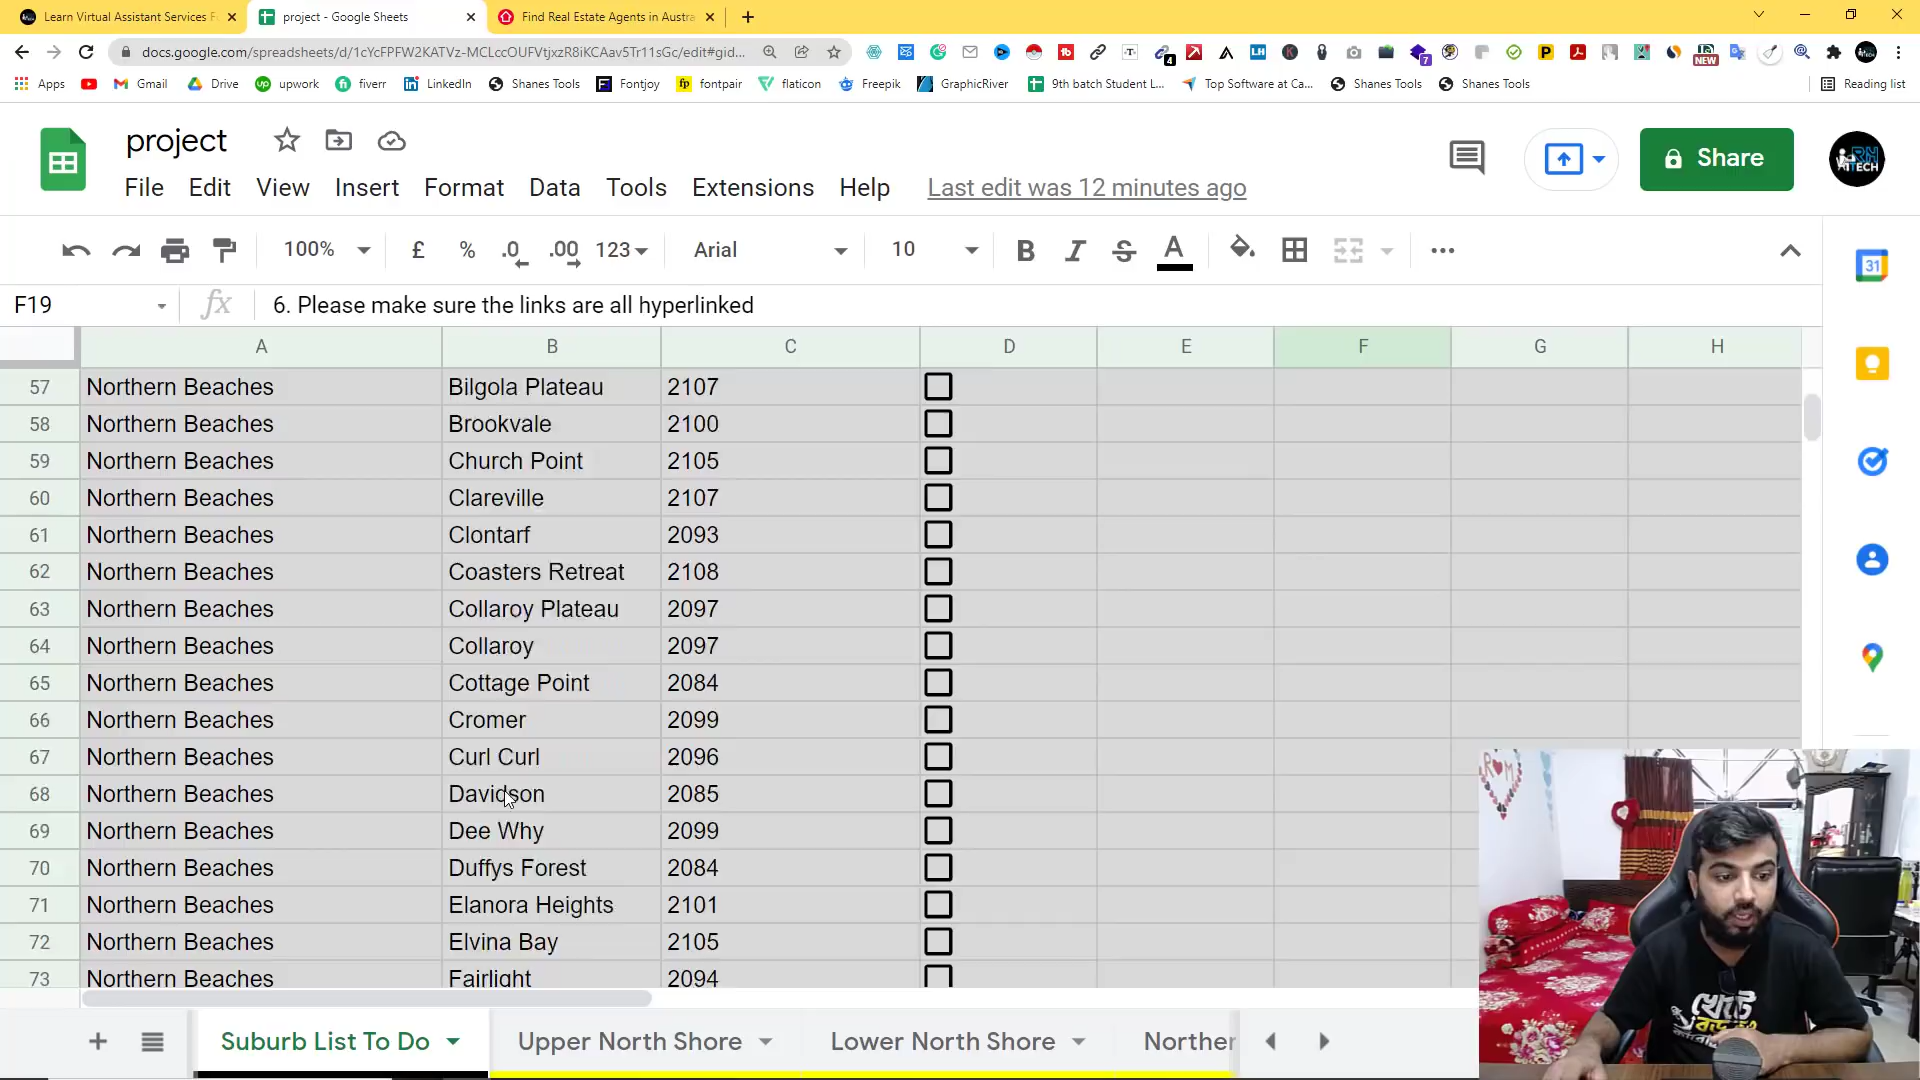 Learn Virtual Assistant Services F
project - Google Sheets
Find Real Estate Agents in Austra
docs.google.com/spreadsheets/d/1cYcFPFW2KATVz-MCLccOUFVtjxzR8iKCAav5Tr11sGc/edit#gid...
Apps
Gmail
Drive
upwork
fiverr
LinkedIn
Shanes Tools
Fontjoy
fontpair
flaticon
Freepik
GraphicRiver
9th batch Student L...
Top Software at Ca...
Shanes Tools
Shanes Tools
Reading list
project
Share
File Edit View Insert Format Data Tools Extensions Help Last edit was 12 minutes ago
100% £ % .0 .00 123 Arial 10 B I S A
F19 fx 6. Please make sure the links are all hyperlinked
A B C D E F G H
57 Northern Beaches Bilgola Plateau 2107
58 Northern Beaches Brookvale 2100
59 Northern Beaches Church Point 2105
60 Northern Beaches Clareville 2107
61 Northern Beaches Clontarf 2093
62 Northern Beaches Coasters Retreat 2108
63 Northern Beaches Collaroy Plateau 2097
64 Northern Beaches Collaroy 2097
65 Northern Beaches Cottage Point 2084
66 Northern Beaches Cromer 2099
67 Northern Beaches Curl Curl 2096
68 Northern Beaches Davidson 2085
69 Northern Beaches Dee Why 2099
70 Northern Beaches Duffys Forest 2084
71 Northern Beaches Elanora Heights 2101
72 Northern Beaches Elvina Bay 2105
73 Northern Beaches Fairlight 2094
Suburb List To Do
Upper North Shore
Lower North Shore
Norther
31